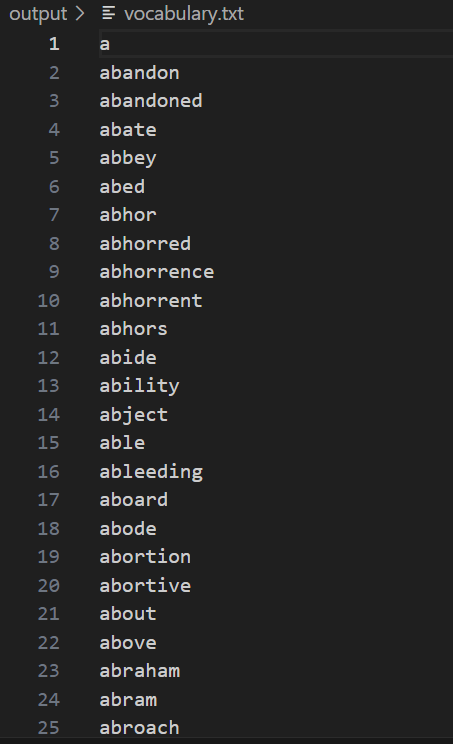 output > vocabulary.txt
1 a
2 abandon
3 abandoned
4 abate
5 abbey
6 abed
7 abhor
8 abhorred
9 abhorrence
10 abhorrent
11 abhors
12 abide
13 ability
14 abject
15 able
16 ableeding
17 aboard
18 abode
19 abortion
20 abortive
21 about
22 above
23 abraham
24 abram
25 abroach